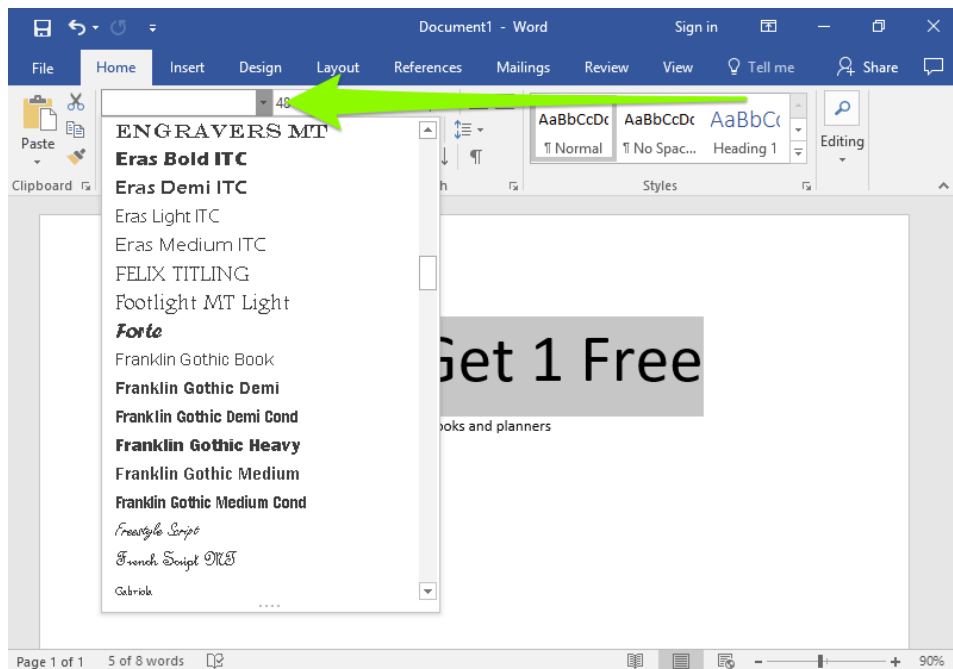 Document1 - Word
Sign in
File Home Insert Design Layout References Mailings Review View Tell me Share
Paste
48
AaBbCcDc AaBbCcDc AaBbC
¶ Normal ¶ No Spac... Heading 1
Editing
Clipboard
Styles
ENGRAVERS MT
Eras Bold ITC
Eras Demi ITC
Eras Light ITC
Eras Medium ITC
FELIX TITLING
Footlight MT Light
Forte
Franklin Gothic Book
Franklin Gothic Demi
Franklin Gothic Demi Cond
Franklin Gothic Heavy
Franklin Gothic Medium
Franklin Gothic Medium Cond
Freestyle Script
French Script MT
Gabriola
Get 1 Free
and planners
Page 1 of 1 5 of 8 words
90%